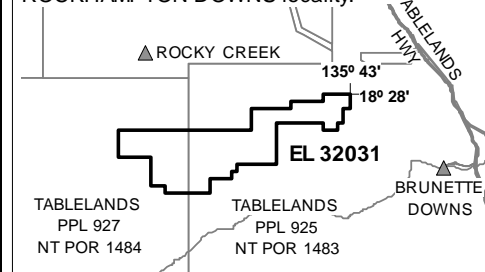 ROCKHAMPTON DOWNS locality.
TABLELANDS
HWY
ROCKY CREEK
135º 43'
18º 28'
EL 32031
BRUNETTE
DOWNS
TABLELANDS
PPL 927
NT POR 1484
TABLELANDS
PPL 925
NT POR 1483